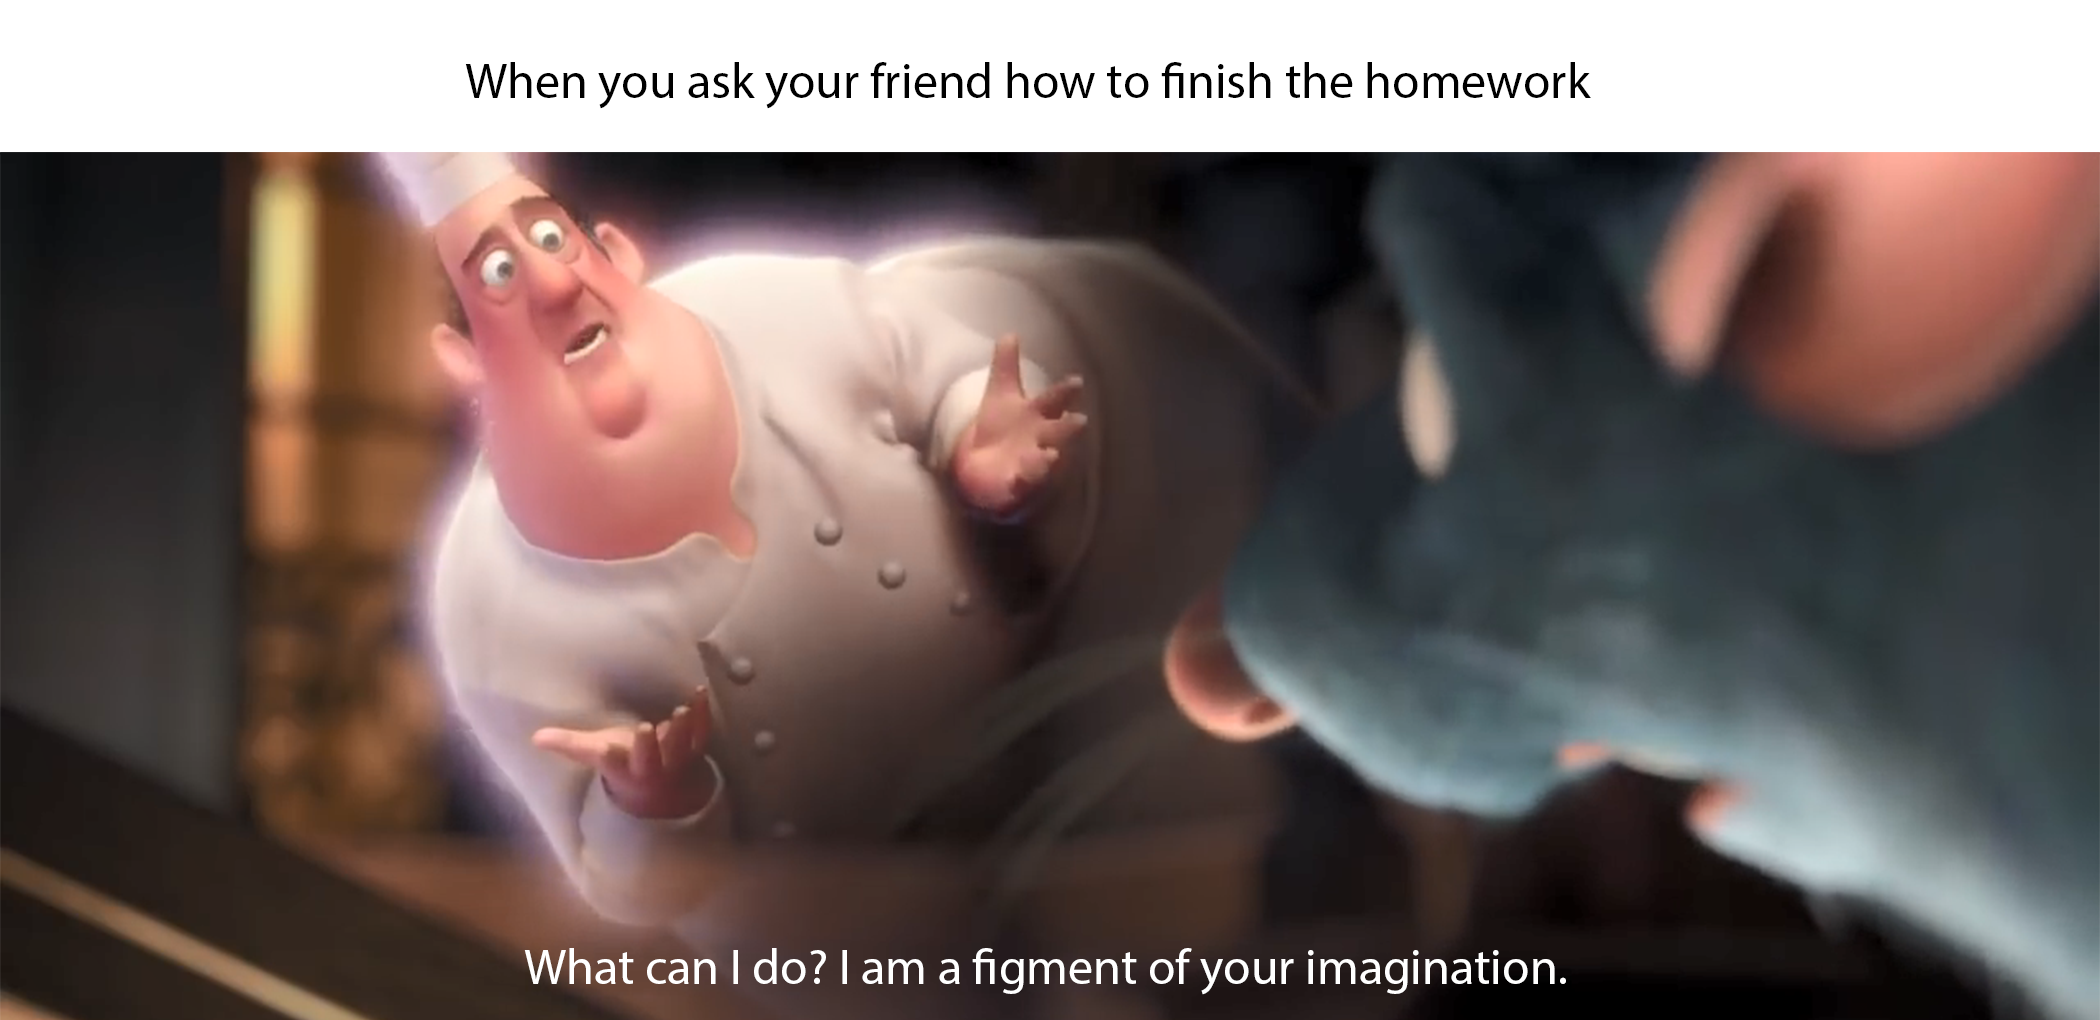 When you ask your friend how to finish the homework
What can I do? I am a figment of your imagination.